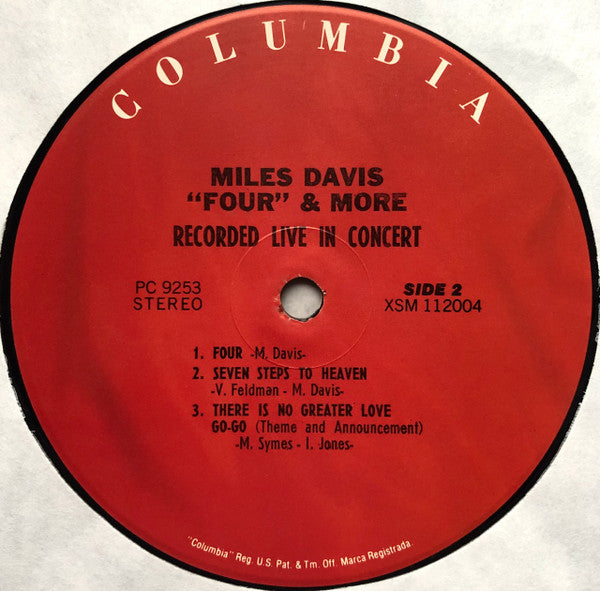 COLUMBIA
MILES DAVIS
"FOUR" & MORE
RECORDED LIVE IN CONCERT
PC 9253
STEREO
SIDE 2
XSM 112004
1. FOUR -M. Davis-
2. SEVEN STEPS TO HEAVEN
-V. Feldman - M. Davis-
3. THERE IS NO GREATER LOVE
GO-GO (Theme and Announcement)
-M. Symes - I. Jones-
"Columbia" Reg. U.S. Pat. & Tm. Off. Marca Registrada.